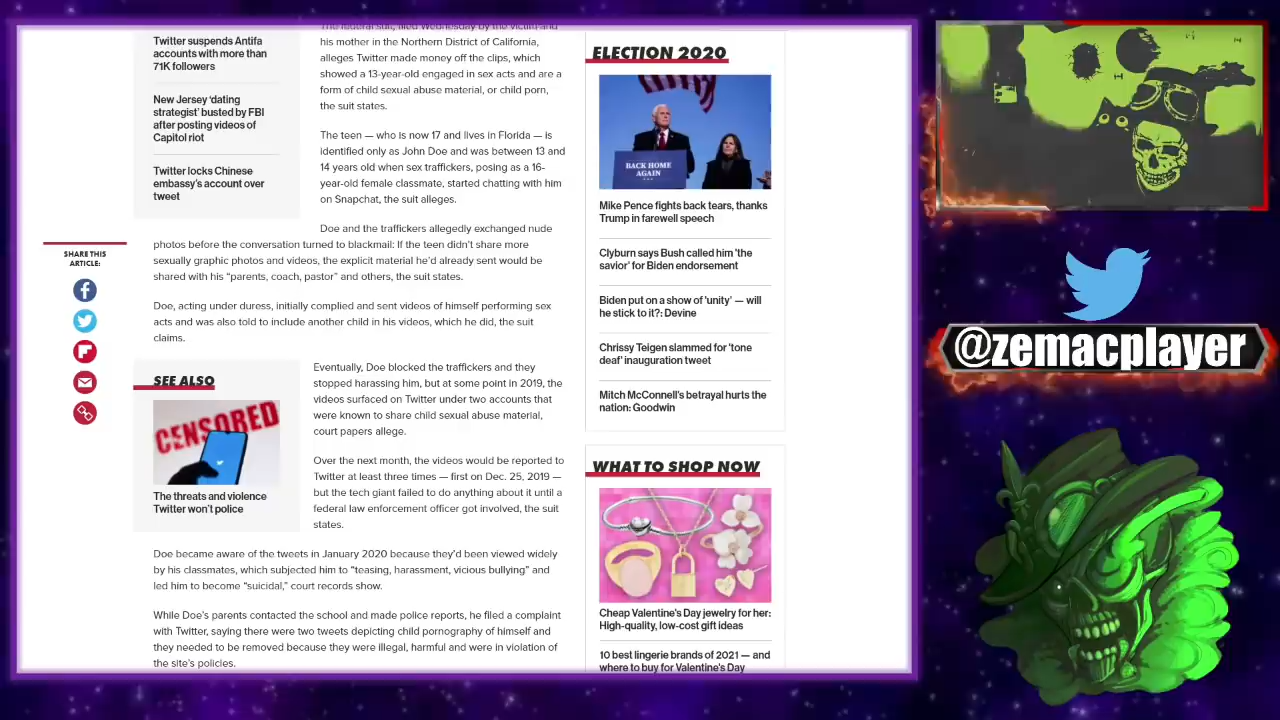 Twitter suspends Antifa
accounts with more than
71K followers
New Jersey ‘dating
strategist’ busted by FBI
after posting videos of
Capitol riot
Twitter locks Chinese
embassy’s account over
tweet
SHARE THIS
ARTICLE:
The federal suit, filed Wednesday by the victim and
his mother in the Northern District of California,
alleges Twitter made money off the clips, which
showed a 13-year-old engaged in sex acts and are a
form of child sexual abuse material, or child porn,
the suit states.
The teen — who is now 17 and lives in Florida — is
identified only as John Doe and was between 13 and
14 years old when sex traffickers, posing as a 16-
year-old female classmate, started chatting with him
on Snapchat, the suit alleges.
Doe and the traffickers allegedly exchanged nude
photos before the conversation turned to blackmail: If the teen didn’t share more
sexually graphic photos and videos, the explicit material he’d already sent would be
shared with his “parents, coach, pastor” and others, the suit states.
Doe, acting under duress, initially complied and sent videos of himself performing sex
acts and was also told to include another child in his videos, which he did, the suit
claims.
SEE ALSO
CENSORED
The threats and violence
Twitter won’t police
Eventually, Doe blocked the traffickers and they
stopped harassing him, but at some point in 2019, the
videos surfaced on Twitter under two accounts that
were known to share child sexual abuse material,
court papers allege.
Over the next month, the videos would be reported to
Twitter at least three times — first on Dec. 25, 2019 —
but the tech giant failed to do anything about it until a
federal law enforcement officer got involved, the suit
states.
Doe became aware of the tweets in January 2020 because they’d been viewed widely
by his classmates, which subjected him to “teasing, harassment, vicious bullying” and
led him to become “suicidal,” court records show.
While Doe’s parents contacted the school and made police reports, he filed a complaint
with Twitter, saying there were two tweets depicting child pornography of himself and
they needed to be removed because they were illegal, harmful and were in violation of
the site’s policies.
ELECTION 2020
BACK HOME
AGAIN
Mike Pence fights back tears, thanks
Trump in farewell speech
Clyburn says Bush called him ‘the
savior’ for Biden endorsement
Biden put on a show of ‘unity’ — will
he stick to it?: Devine
Chrissy Teigen slammed for ‘tone
deaf’ inauguration tweet
Mitch McConnell’s betrayal hurts the
nation: Goodwin
WHAT TO SHOP NOW
Cheap Valentine’s Day jewelry for her:
High-quality, low-cost gift ideas
10 best lingerie brands of 2021 — and
where to buy for Valentine’s Day
@zemacplayer